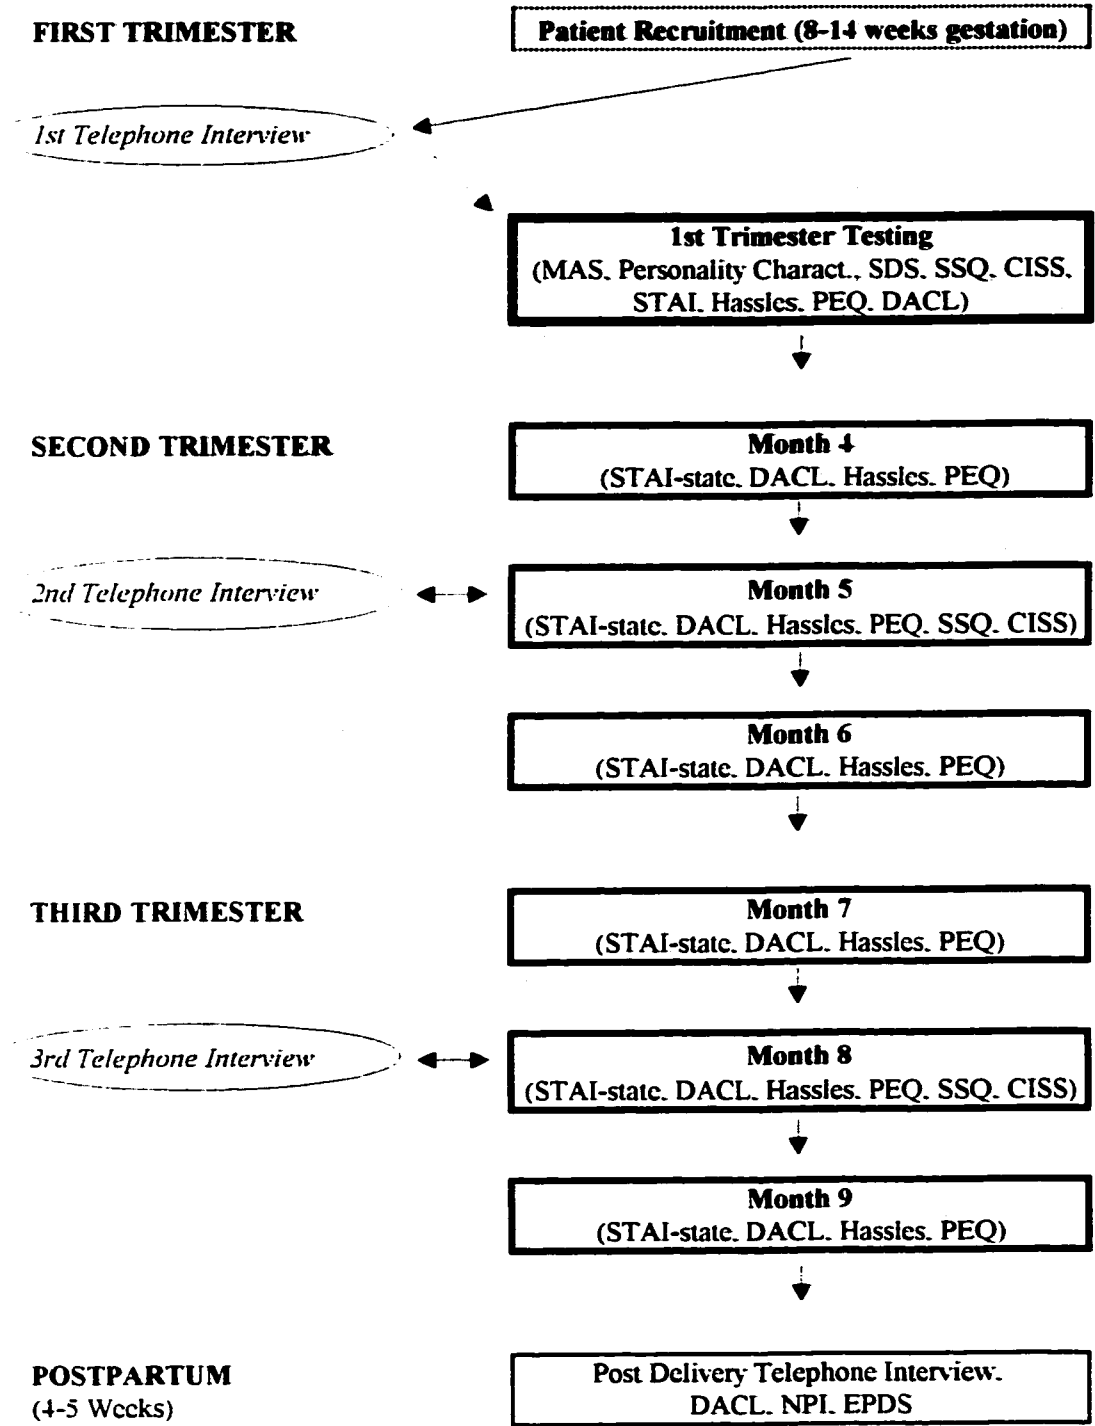 FIRST TRIMESTER
Patient Recruitment (8-14 weeks gestation)
1st Telephone Interview
1st Trimester Testing
(MAS, Personality Charact., SDS, SSQ, CISS,
STAI, Hassles, PEQ, DACL)
SECOND TRIMESTER
Month 4
(STAI-state, DACL, Hassles, PEQ)
2nd Telephone Interview
Month 5
(STAI-state, DACL, Hassles, PEQ, SSQ, CISS)
Month 6
(STAI-state, DACL, Hassles, PEQ)
THIRD TRIMESTER
Month 7
(STAI-state, DACL, Hassles, PEQ)
3rd Telephone Interview
Month 8
(STAI-state, DACL, Hassles, PEQ, SSQ, CISS)
Month 9
(STAI-state, DACL, Hassles, PEQ)
POSTPARTUM
(4-5 Weeks)
Post Delivery Telephone Interview,
DACL, NPI, EPDS